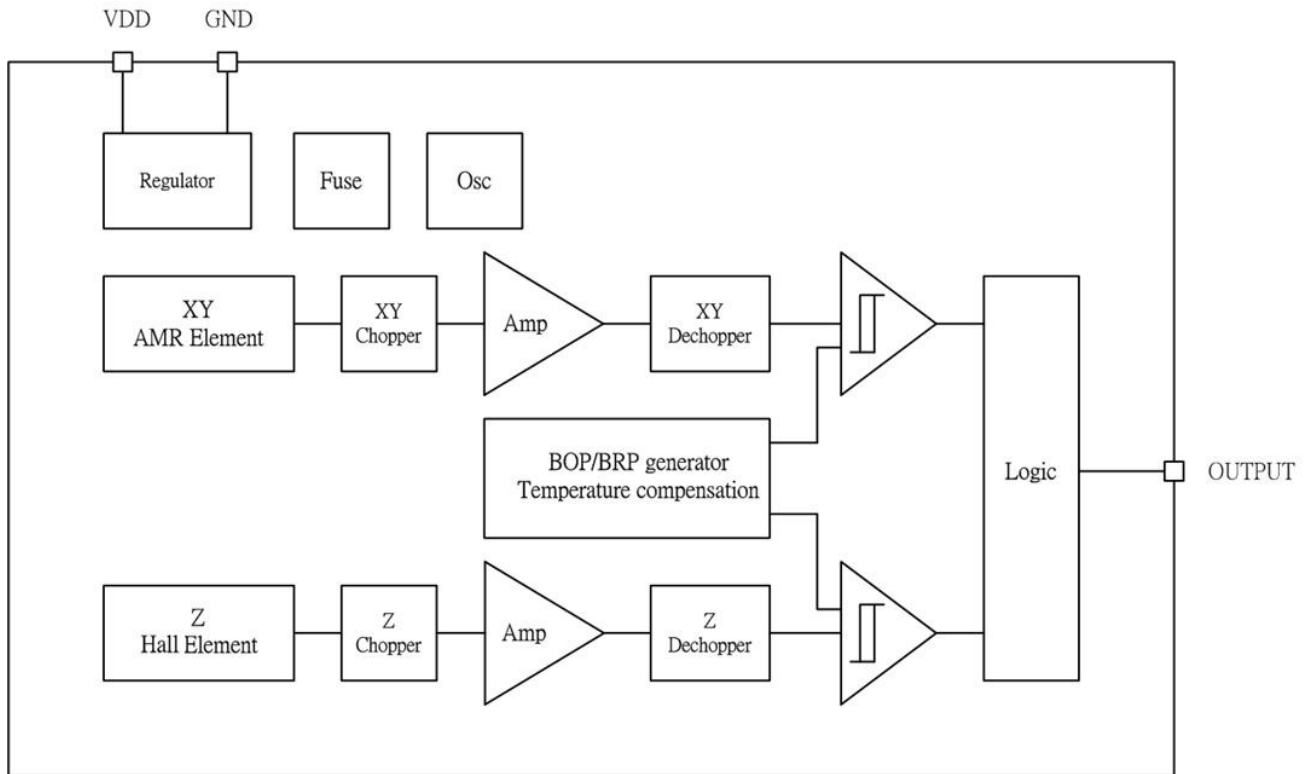 VDD
GND
Regulator
Fuse
Osc
XY
AMR Element
XY
Chopper
Amp
XY
Dechopper
BOP/BRP generator
Temperature compensation
Logic
OUTPUT
Z
Hall Element
Z
Chopper
Amp
Z
Dechopper